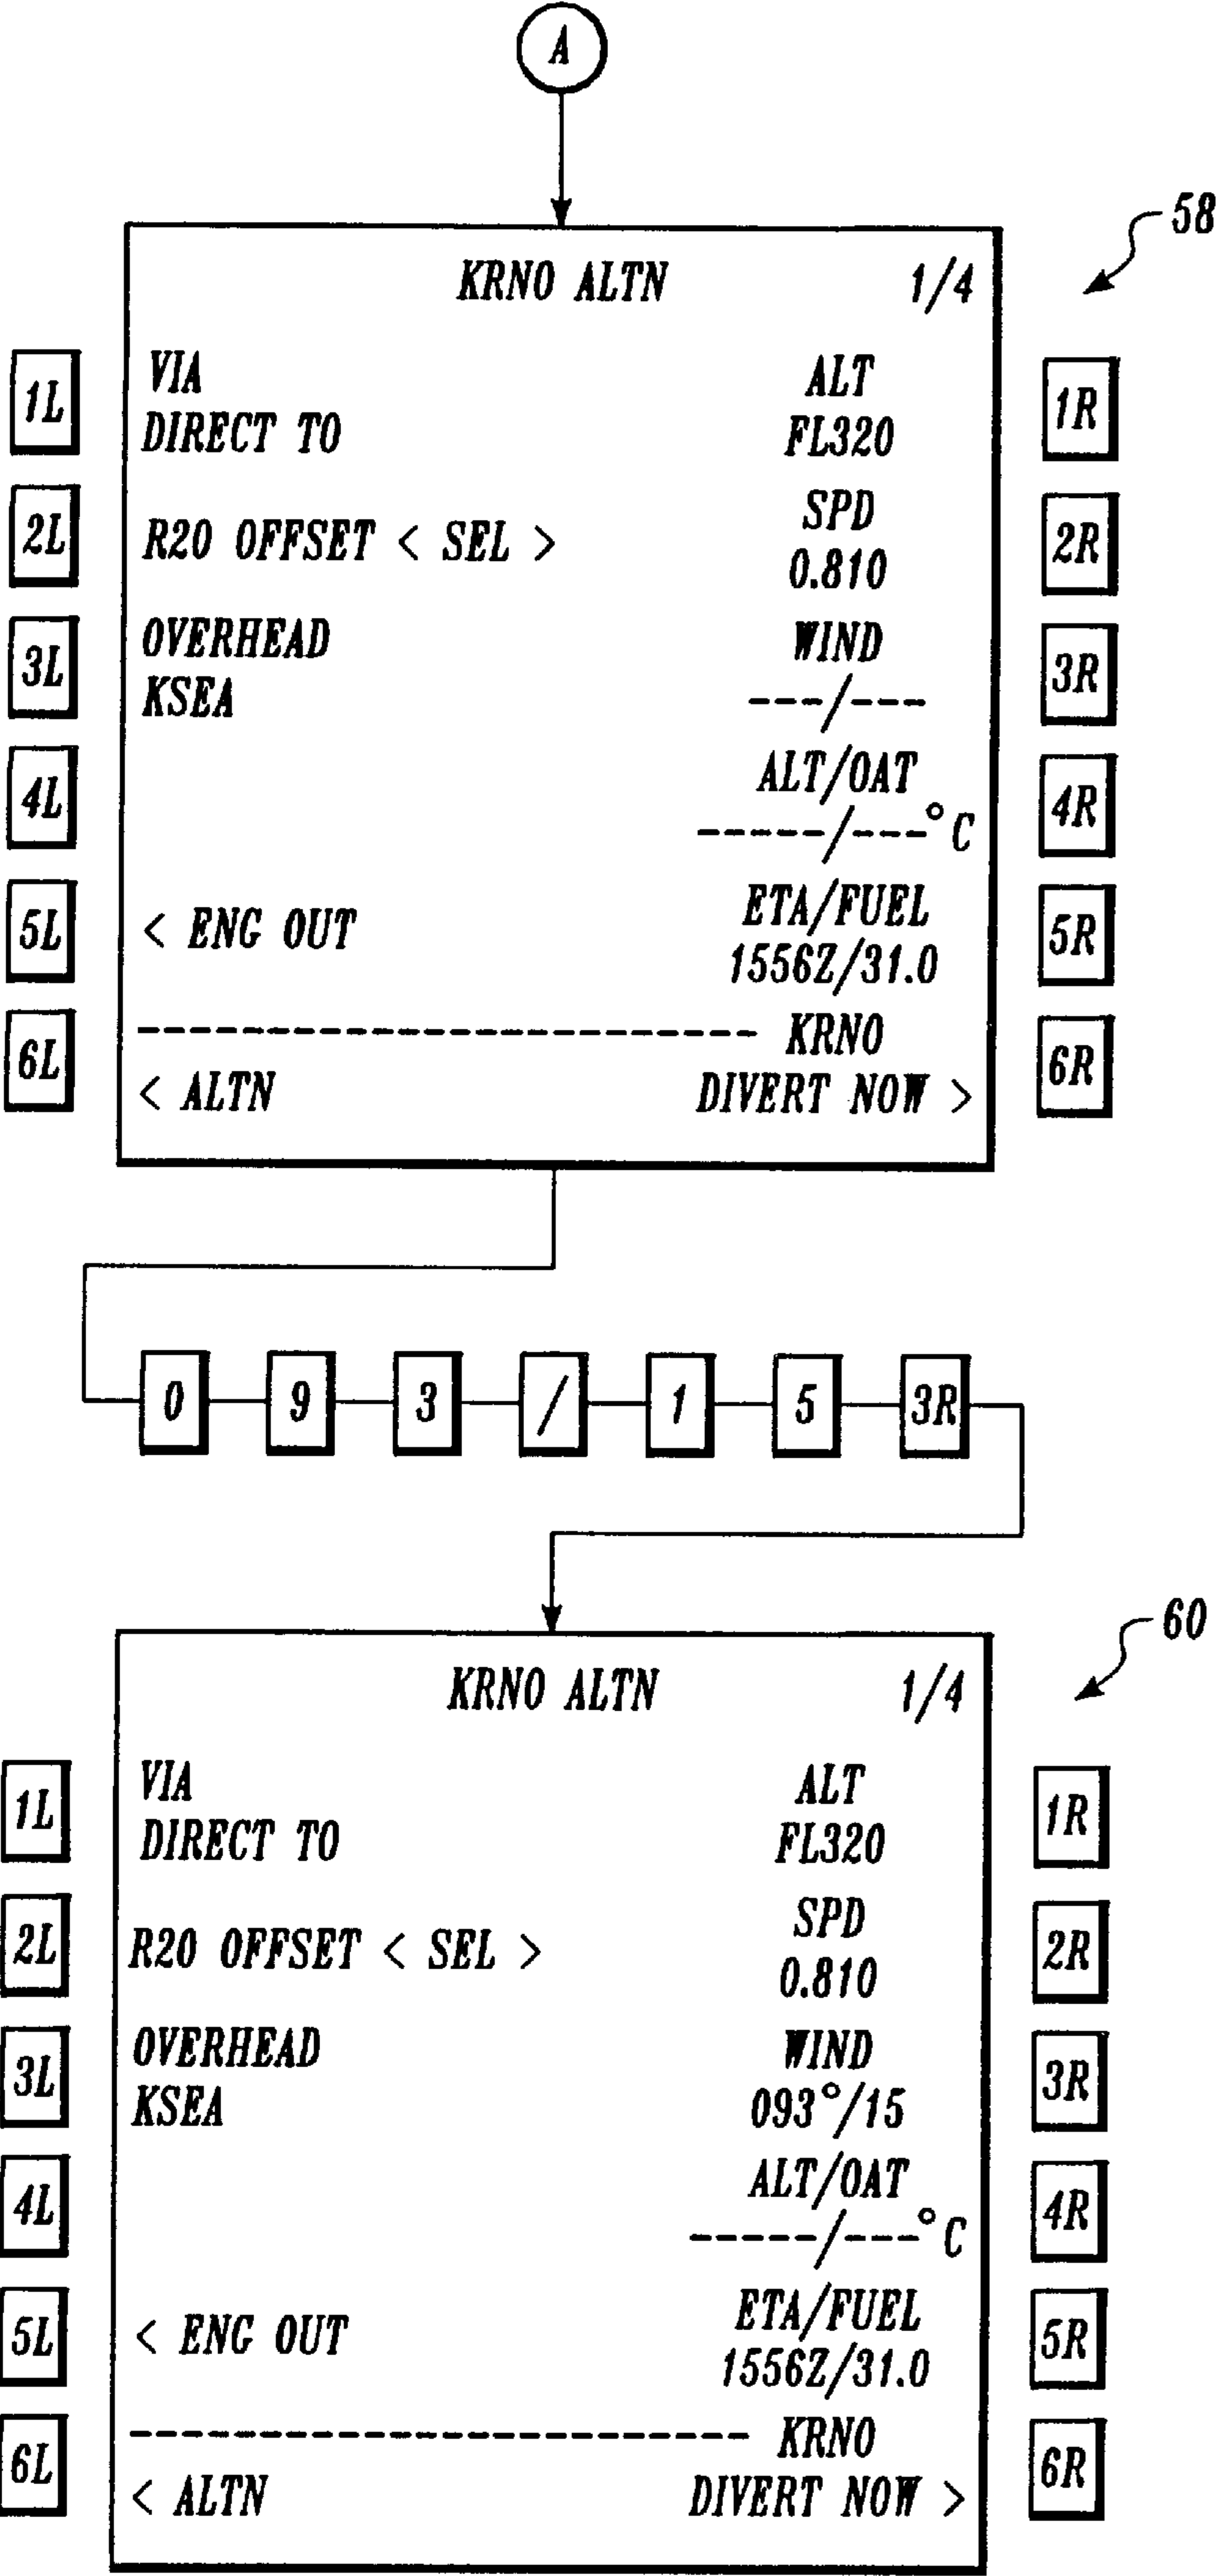 A
58
KRNO ALTN 1/4
1L VIA ALT 1R
DIRECT TO FL320
2L R20 OFFSET < SEL > SPD 2R
0.810
3L OVERHEAD WIND 3R
KSEA ---/---
4L ALT/OAT 4R
-----/---°C
5L < ENG OUT ETA/FUEL 5R
1556Z/31.0
6L ------------------------------ KRNO 6R
< ALTN DIVERT NOW >
0 9 3 / 1 5 3R
60
KRNO ALTN 1/4
1L VIA ALT 1R
DIRECT TO FL320
2L R20 OFFSET < SEL > SPD 2R
0.810
3L OVERHEAD WIND 3R
KSEA 093°/15
4L ALT/OAT 4R
-----/---°C
5L < ENG OUT ETA/FUEL 5R
1556Z/31.0
6L ------------------------------ KRNO 6R
< ALTN DIVERT NOW >